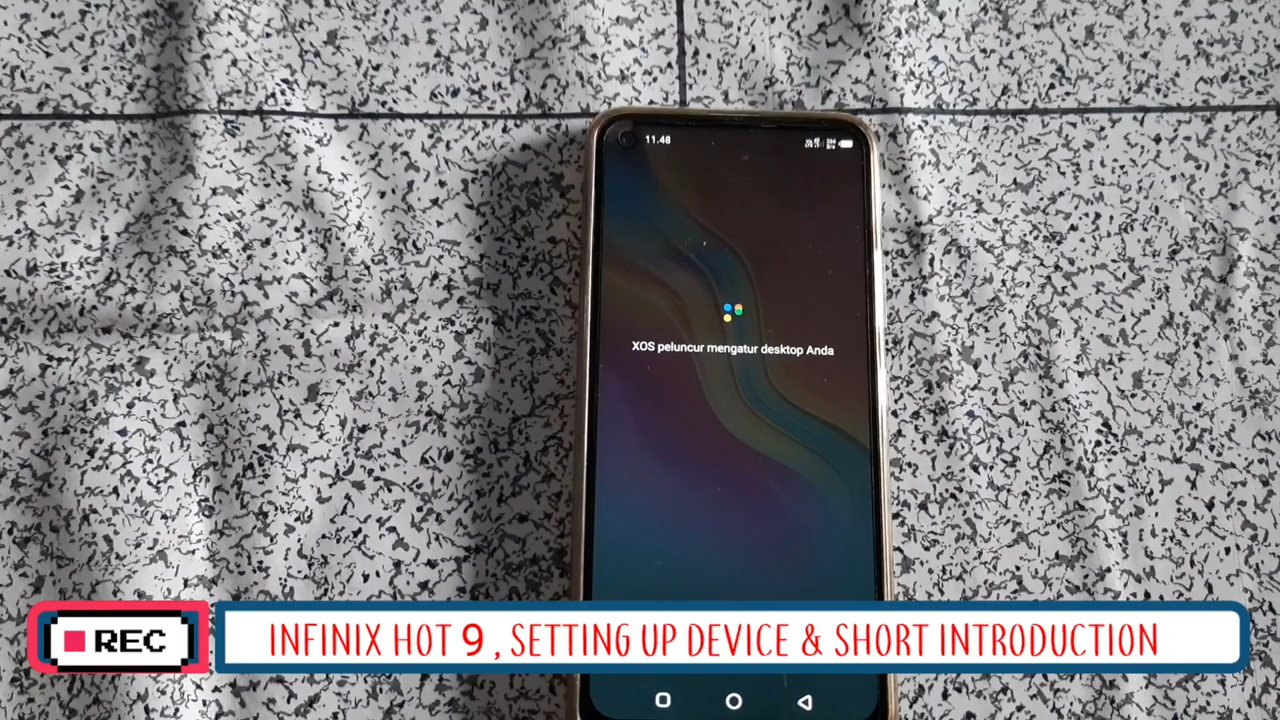 11.48
XOS peluncur mengatur desktop Anda
REC
INFINIX HOT 9 , SETTING UP DEVICE & SHORT INTRODUCTION